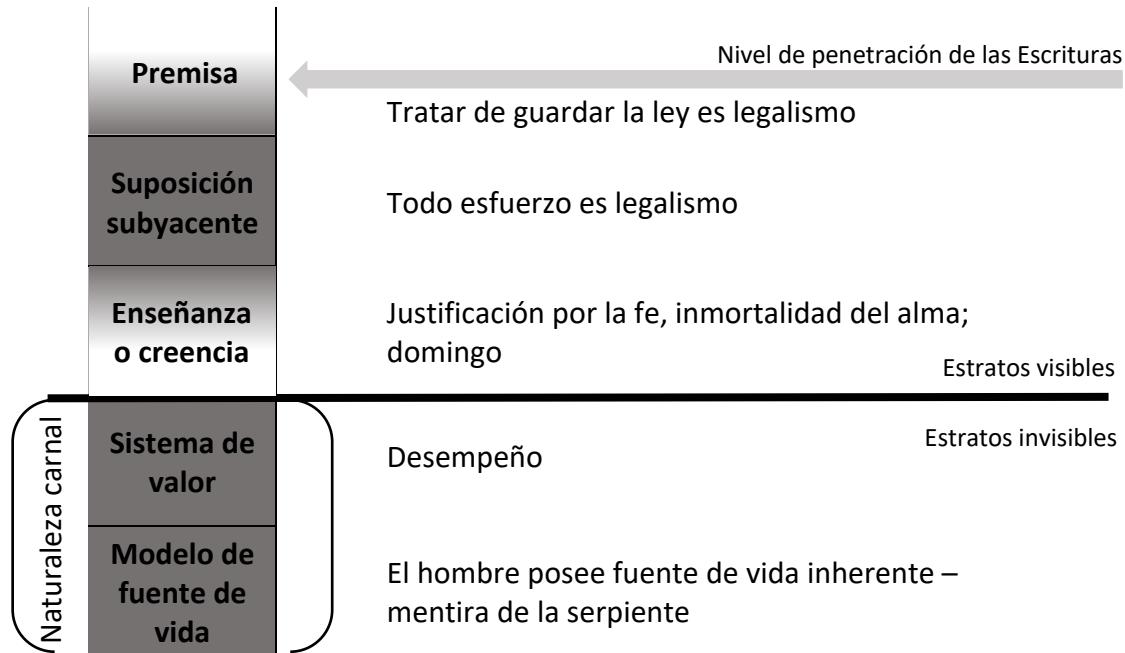 Nivel de penetración de las Escrituras
Premisa
Tratar de guardar la ley es legalismo
Suposición
subyacente
Todo esfuerzo es legalismo
Enseñanza
o creencia
Justificación por la fe, inmortalidad del alma;
domingo
Estratos visibles
Estratos invisibles
Naturaleza carnal
Sistema de
valor
Desempeño
Modelo de
fuente de
vida
El hombre posee fuente de vida inherente –
mentira de la serpiente